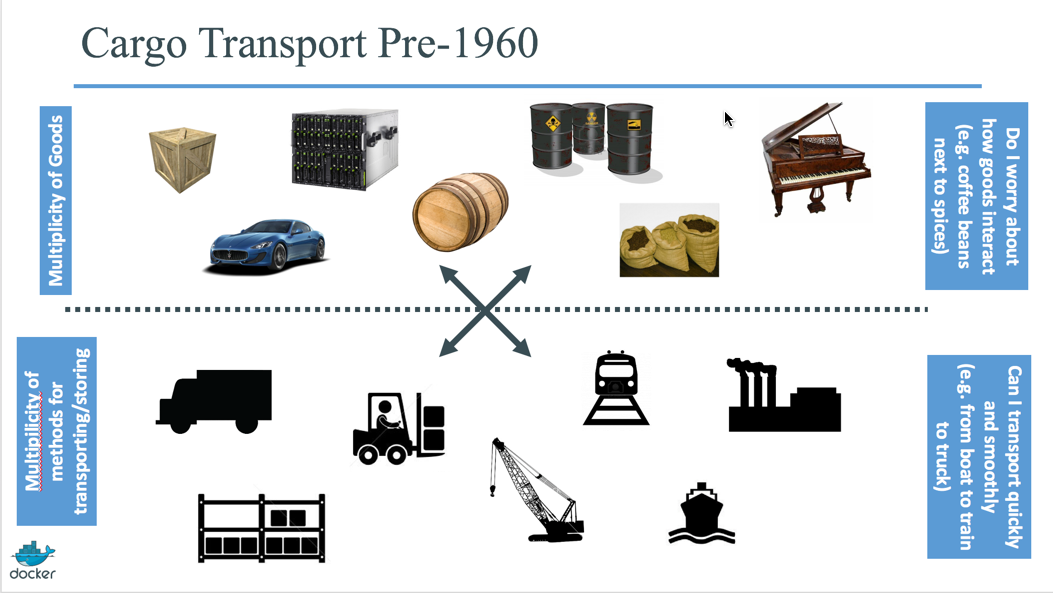 Cargo Transport Pre-1960
Multiplicity of Goods
Do I worry about
how goods interact
(e.g. coffee beans
next to spices)
Multipilicity of
methods for
transporting/storing
Can I transport quickly
and smoothly
(e.g. from boat to train
to truck)
docker